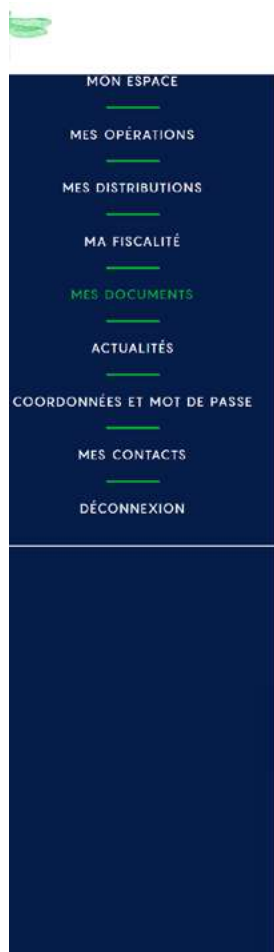 MON ESPACE
MES OPÉRATIONS
MES DISTRIBUTIONS
MA FISCALITÉ
MES DOCUMENTS
ACTUALITÉS
COORDONNÉES ET MOT DE PASSE
MES CONTACTS
DÉCONNEXION